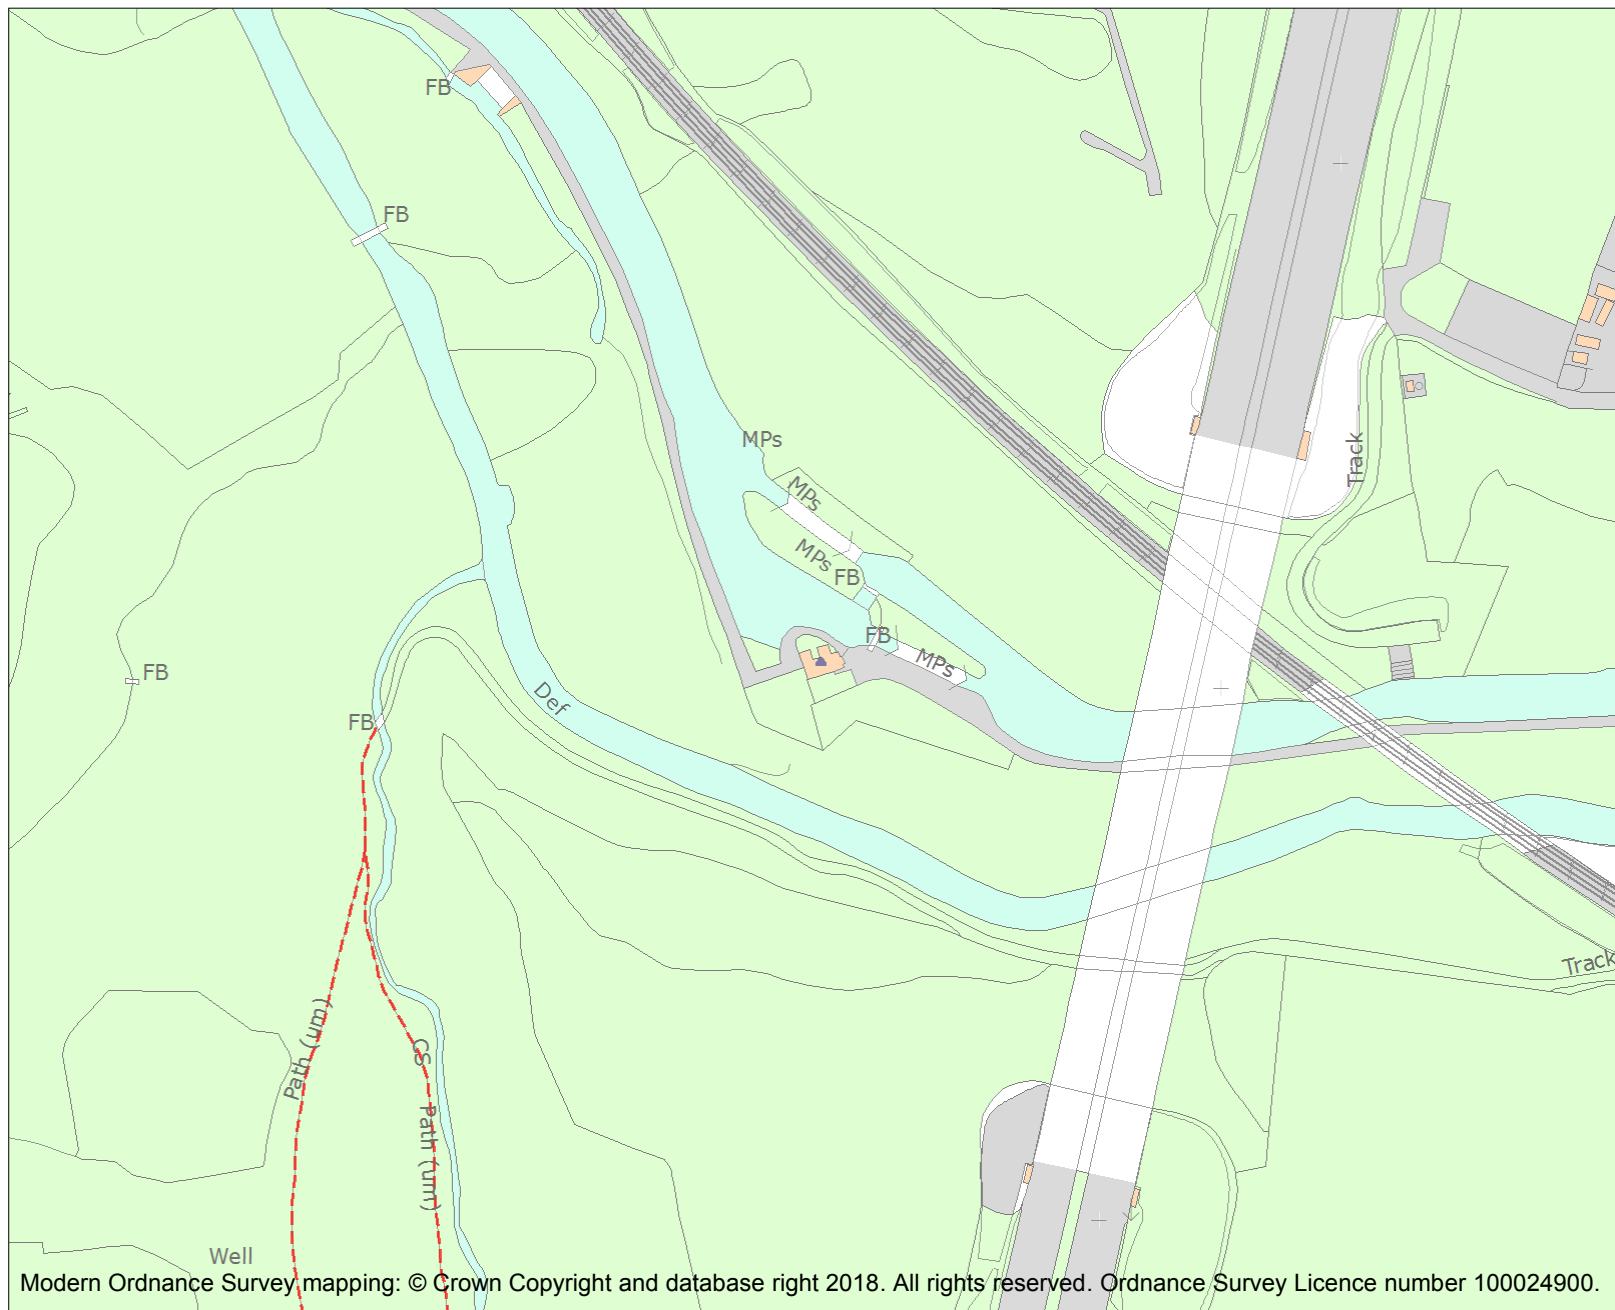 FB
FB
MPs
Track
MPs
MPs
FB
FB
MPs
FB
Def
FB
Track
Path (um)
CS
Path (um)
Well
Modern Ordnance Survey mapping: © Crown Copyright and database right 2018. All rights reserved. Ordnance Survey Licence number 100024900.